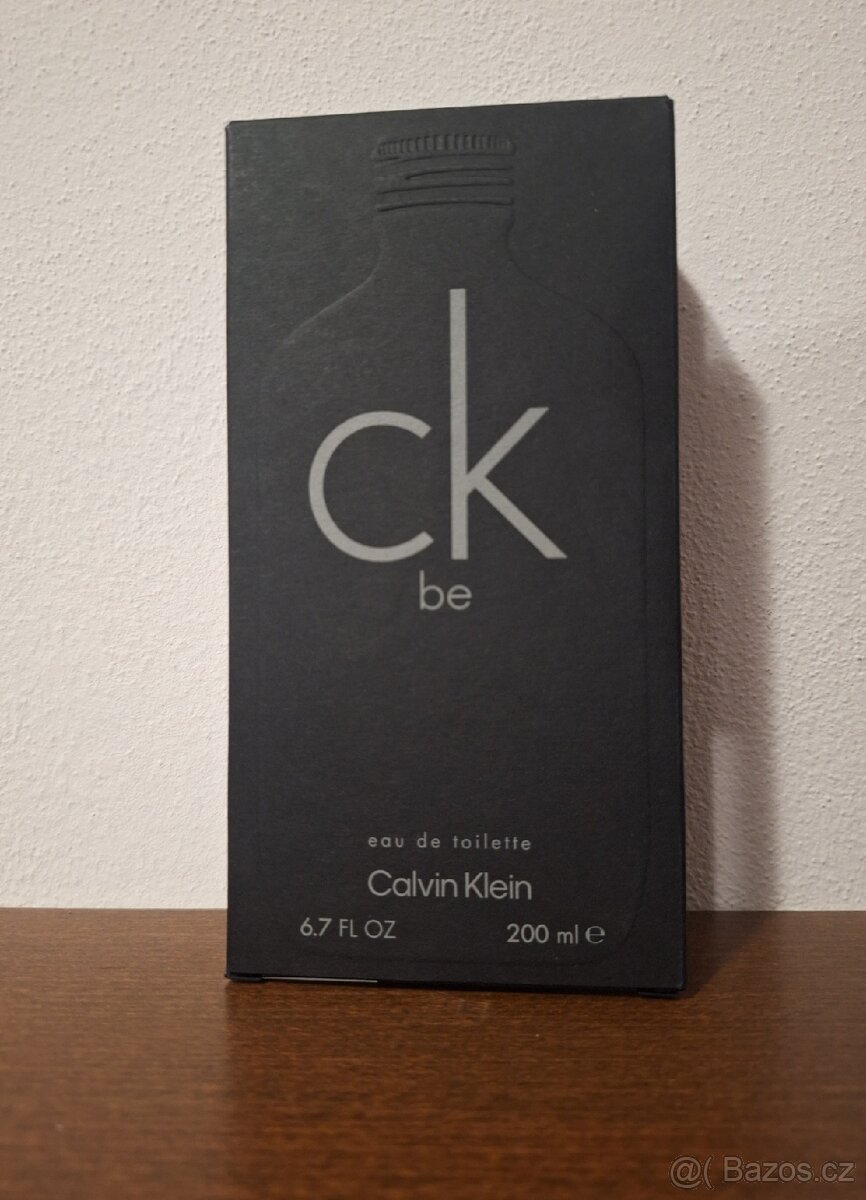 ck
be
eau de toilette
Calvin Klein
6.7 FL OZ 200 ml ℮
@( Bazos.cz